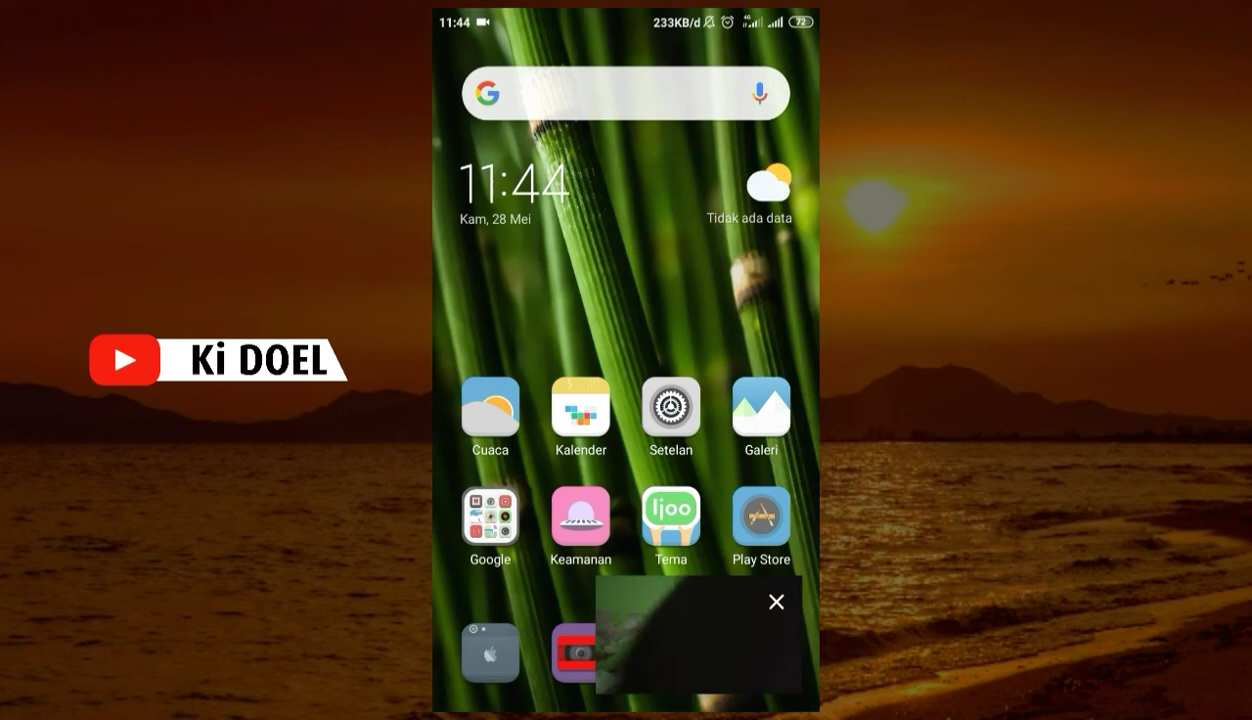 11:44
233KB/d
4G
72
11:44
Kam, 28 Mei
Tidak ada data
Ki DOEL
Cuaca
Kalender
Setelan
Galeri
ljoo
Google
Keamanan
Tema
Play Store